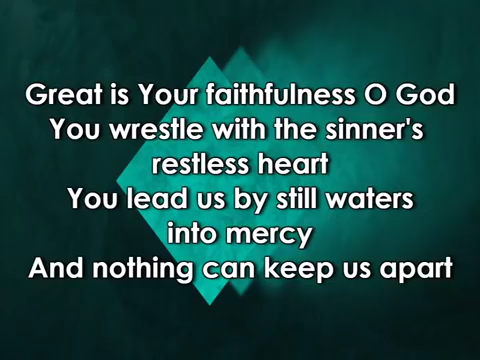 Great is Your faithfulness O God
You wrestle with the sinner's
restless heart
You lead us by still waters
into mercy
And nothing can keep us apart